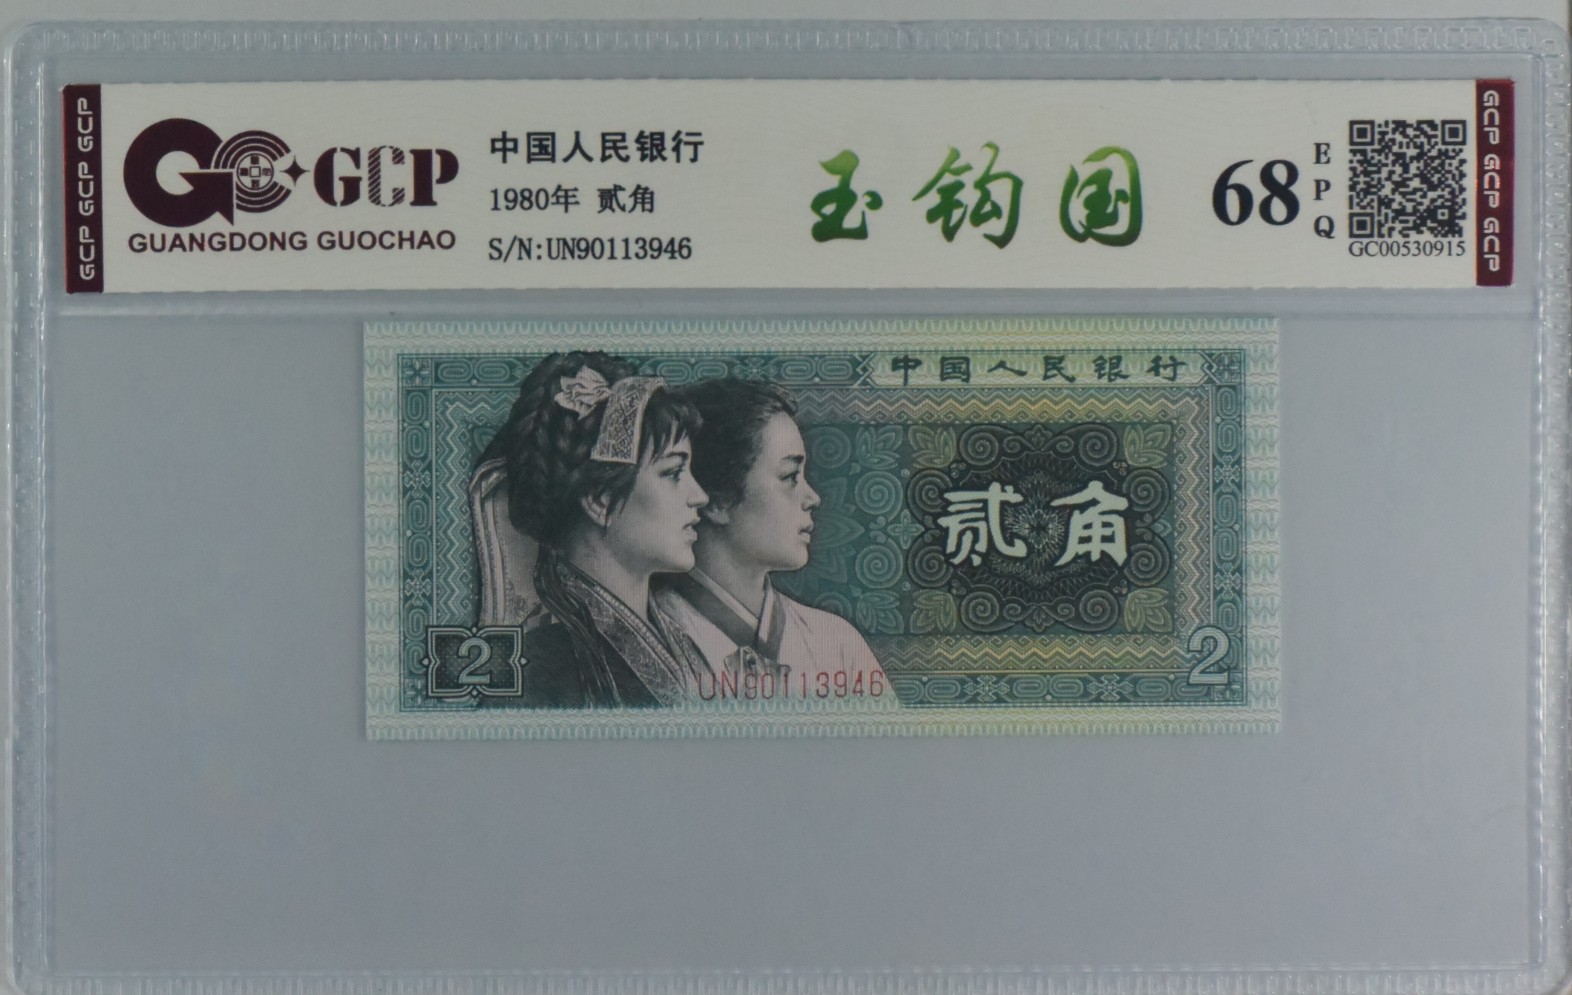 GCP GCP GCP
GCP
GUANGDONG GUOCHAO
中国人民银行
1980年 贰角
S/N:UN90113946
玉钩国
68
EPQ
GC00530915
GCP GCP GCP
中国人民银行
贰角
2
UN90113946
2